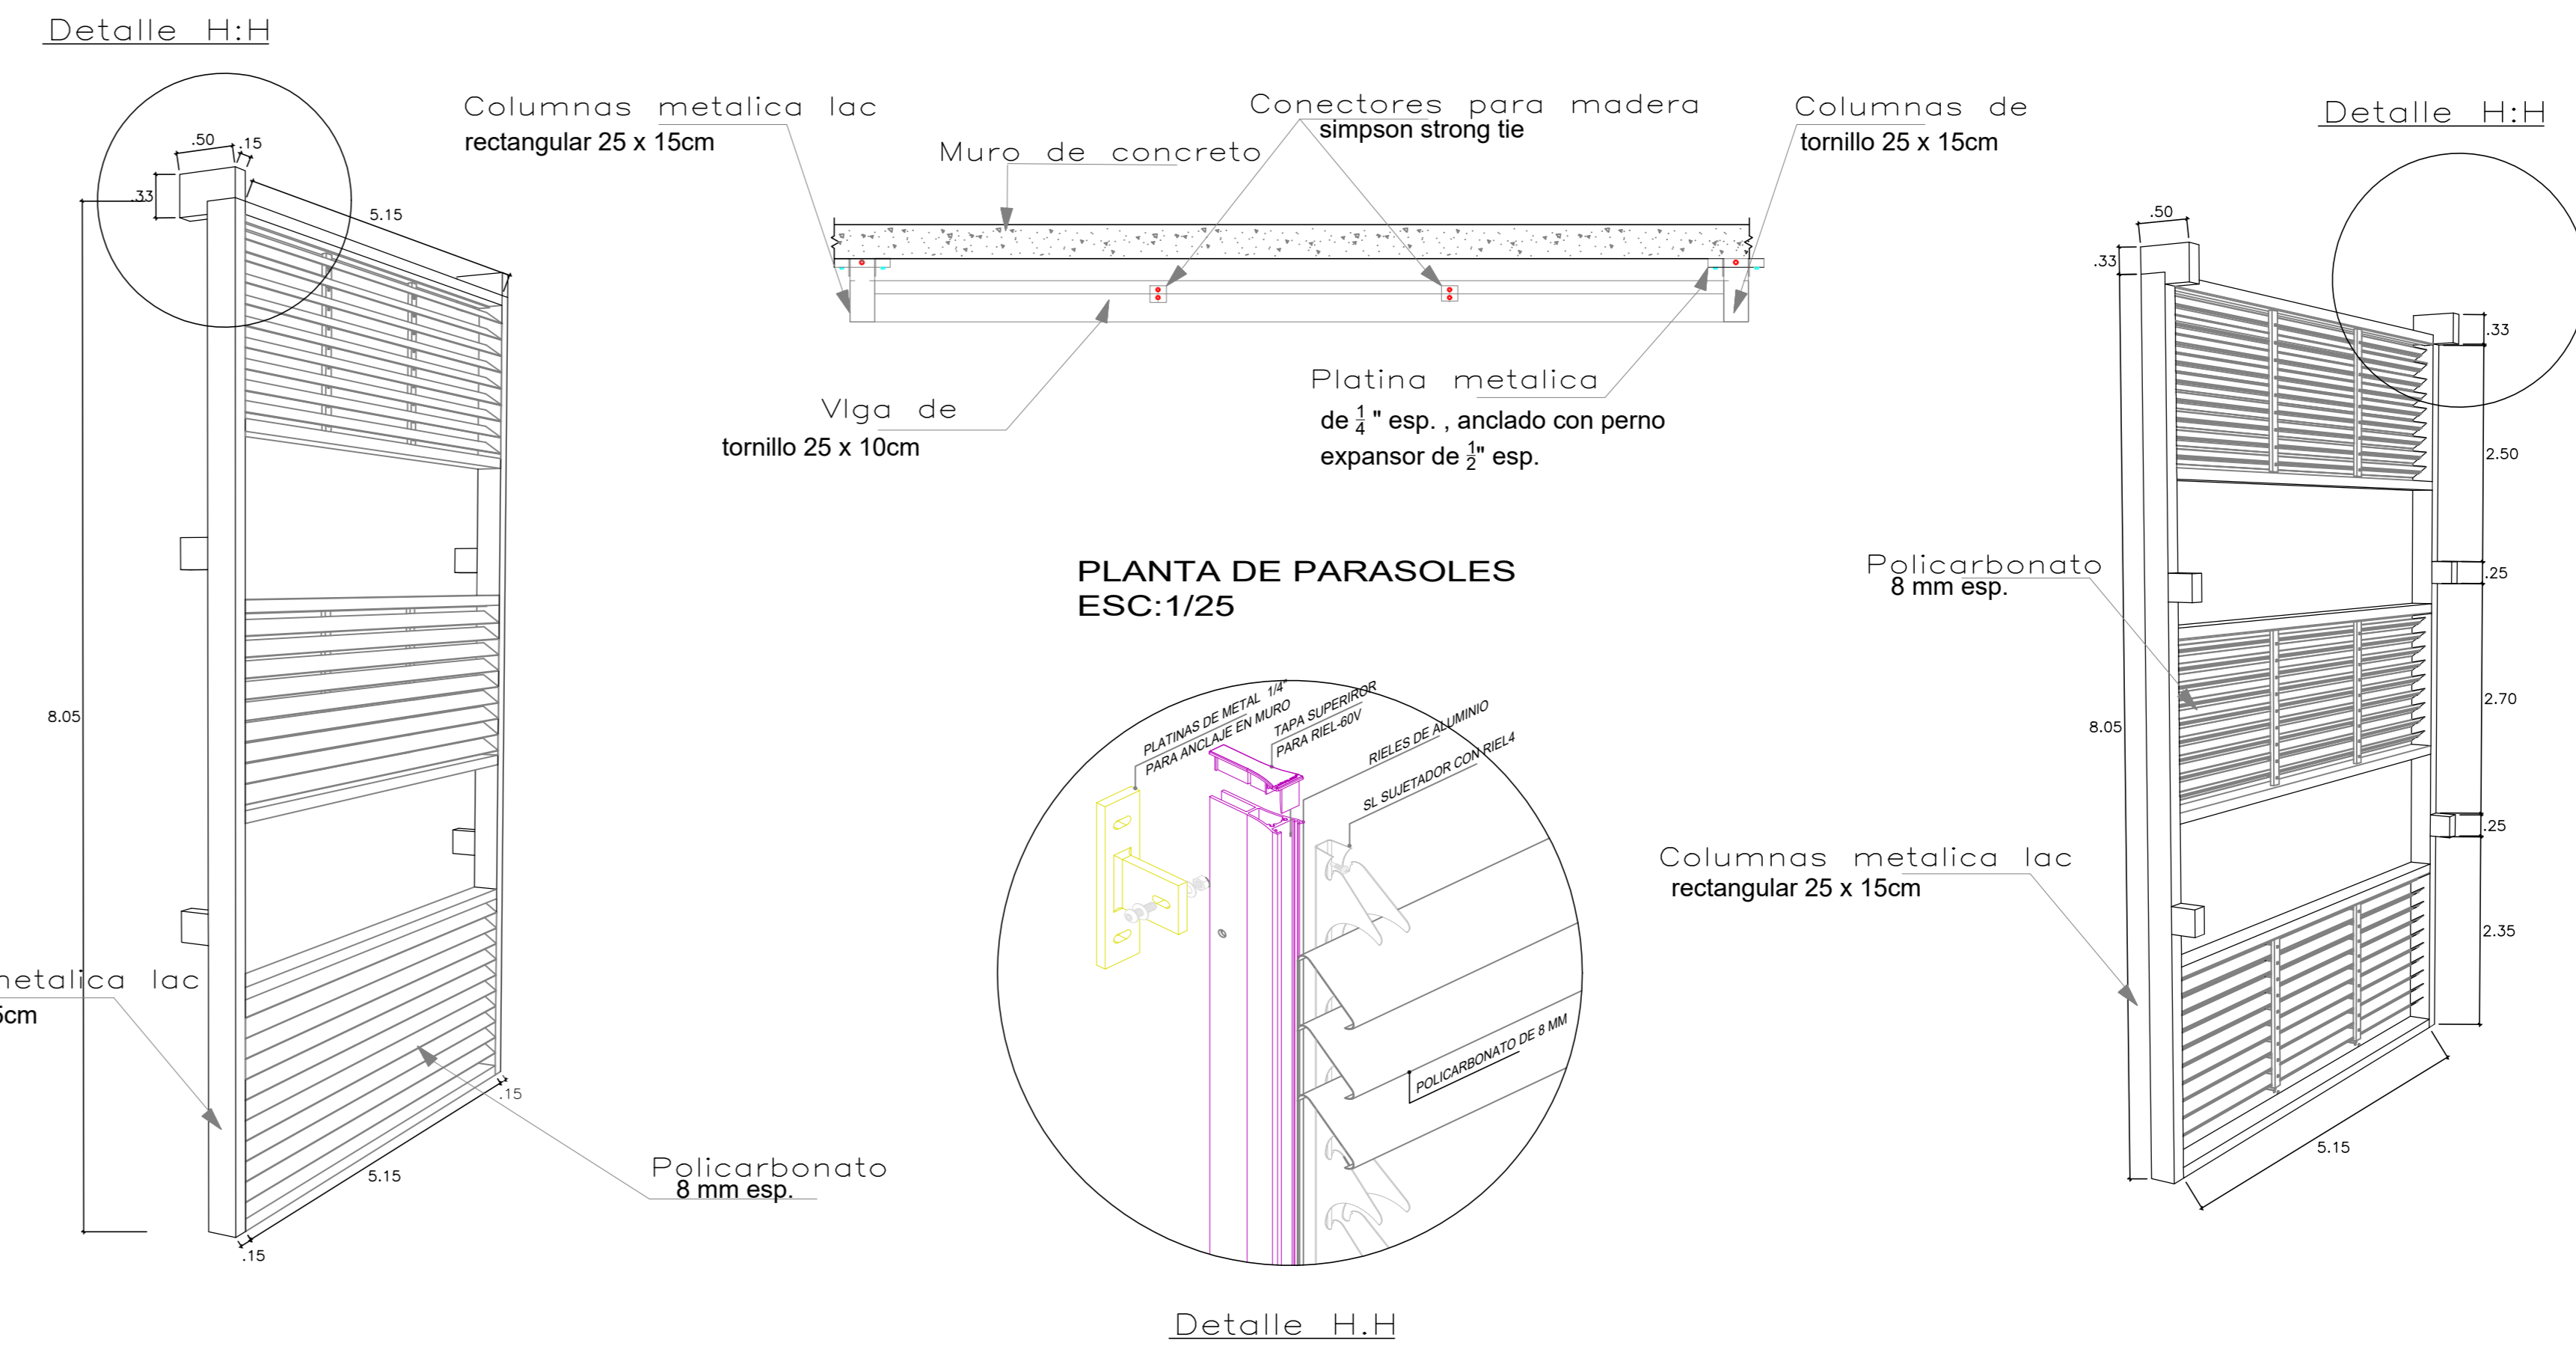 Detalle H:H
.50
.15
.33
5.15
8.05
metalica lac
5cm
.15
5.15
.15
Policarbonato
8 mm esp.
Columnas metalica lac
rectangular 25 x 15cm
Muro de concreto
Conectores para madera
simpson strong tie
Columnas de
tornillo 25 x 15cm
VIga de
tornillo 25 x 10cm
Platina metalica
de 1/4 " esp. , anclado con perno
expansor de 1/2" esp.
PLANTA DE PARASOLES
ESC:1/25
PLATINAS DE METAL 1/4"
PARA ANCLAJE EN MURO
TAPA SUPERIROR
PARA RIEL-60V
RIELES DE ALUMINIO
SL SUJETADOR CON RIEL4
POLICARBONATO DE 8 MM
Detalle H.H
Detalle H:H
.50
.33
.33
2.50
.25
2.70
.25
2.35
8.05
5.15
Policarbonato
8 mm esp.
Columnas metalica lac
rectangular 25 x 15cm